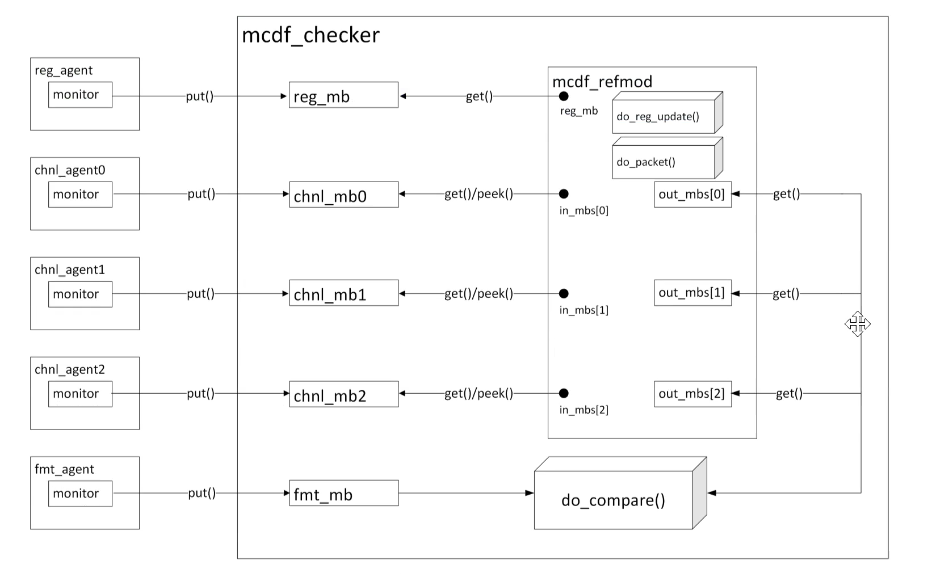 mcdf_checker
reg_agent
monitor
put()
reg_mb
get()
mcdf_refmod
reg_mb
do_reg_update()
do_packet()
chnl_agent0
monitor
put()
chnl_mb0
get()/peek()
in_mbs[0]
out_mbs[0]
get()
chnl_agent1
monitor
put()
chnl_mb1
get()/peek()
in_mbs[1]
out_mbs[1]
get()
chnl_agent2
monitor
put()
chnl_mb2
get()/peek()
in_mbs[2]
out_mbs[2]
get()
fmt_agent
monitor
put()
fmt_mb
do_compare()